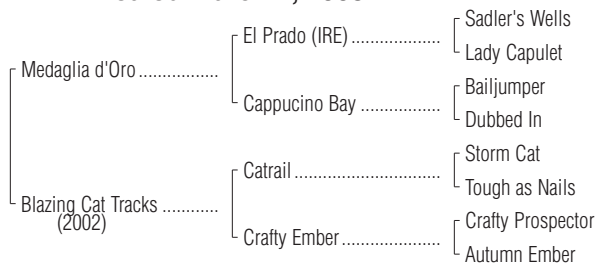 El Prado (IRE) .....................
Sadler's Wells
Lady Capulet
Medaglia d'Oro ................
Cappucino Bay ...................
Bailjumper
Dubbed In
Catrail ...................................
Storm Cat
Tough as Nails
Blazing Cat Tracks ...........
(2002)
Crafty Ember .......................
Crafty Prospector
Autumn Ember